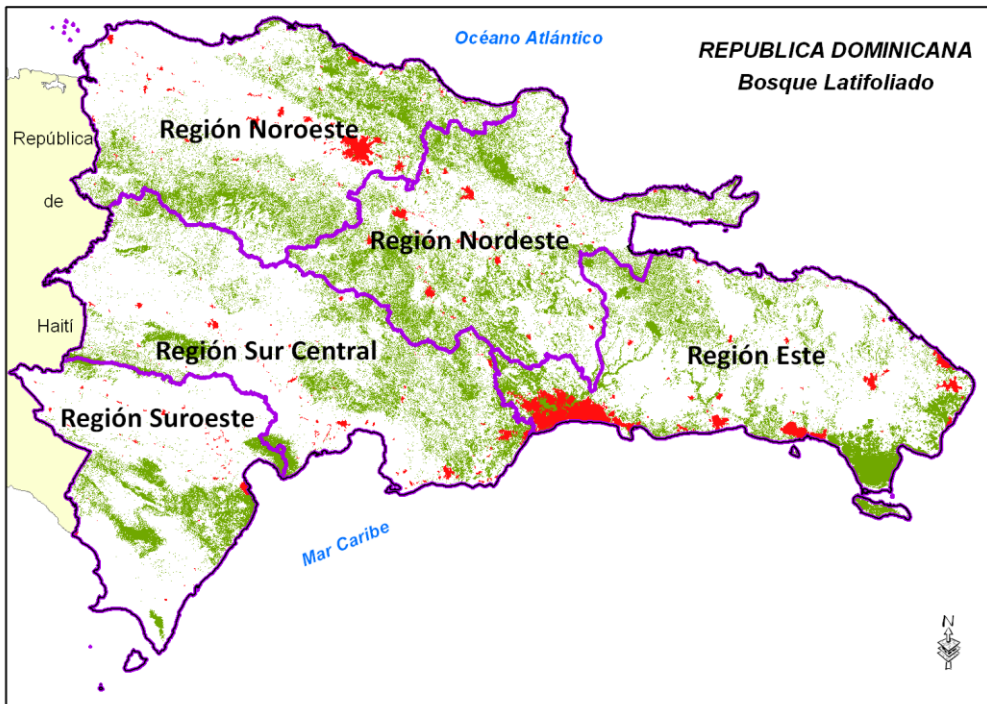 Océano Atlántico
REPUBLICA DOMINICANA
Bosque Latifoliado
República
de
Haití
Región Noroeste
Región Nordeste
Región Sur Central
Región Este
Región Suroeste
Mar Caribe
N